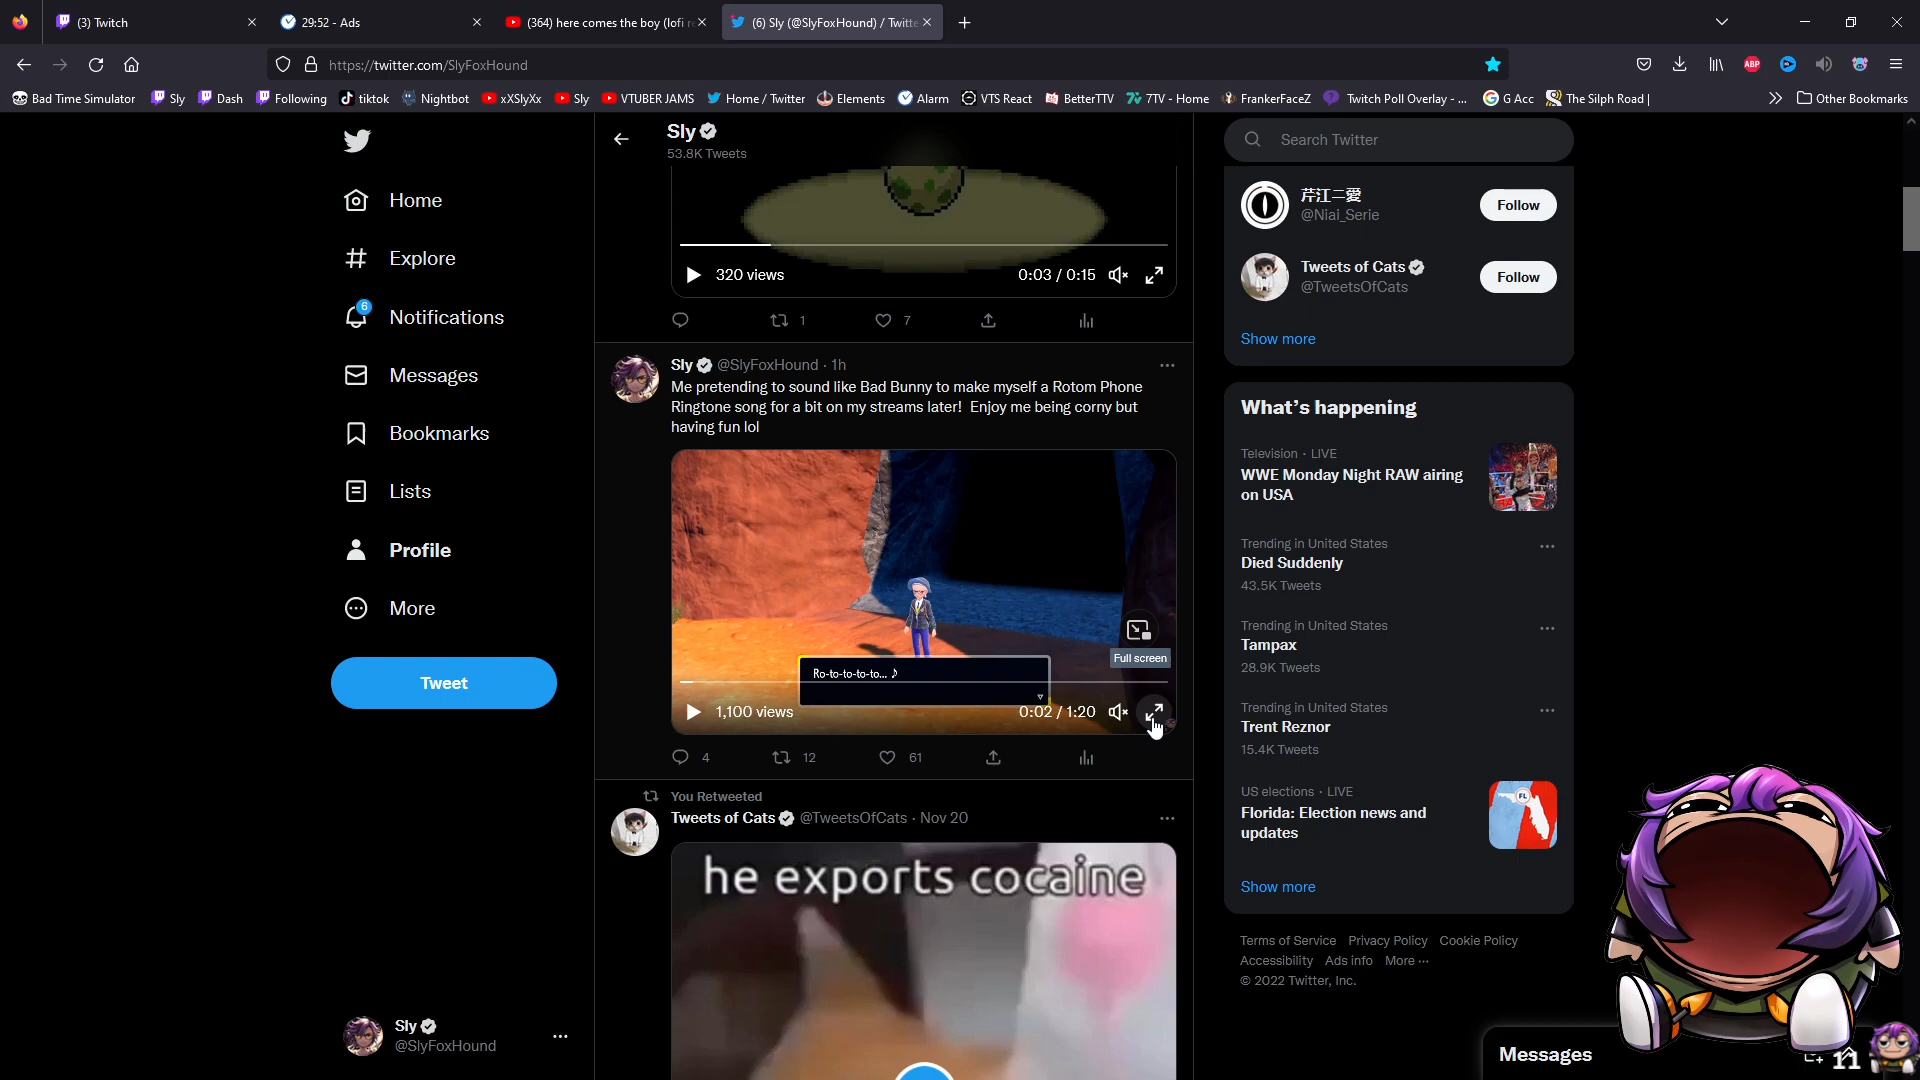 (3) Twitch
29:52 - Ads
(364) here comes the boy (lofi re
(6) Sly (@SlyFoxHound) / Twitte
https://twitter.com/SlyFoxHound
ABP
Bad Time Simulator
Sly
Dash
Following
tiktok
Nightbot
xXSlyXx
Sly
VTUBER JAMS
Home / Twitter
Elements
Alarm
VTS React
BetterTTV
7TV - Home
FrankerFaceZ
Twitch Poll Overlay - ...
G Acc
The Silph Road |
Other Bookmarks
Home
Explore
6
Notifications
Messages
Bookmarks
Lists
Profile
More
Tweet
Sly
@SlyFoxHound
Sly
53.8K Tweets
320 views
0:03 / 0:15
1
7
Sly @SlyFoxHound · 1h
Me pretending to sound like Bad Bunny to make myself a Rotom Phone
Ringtone song for a bit on my streams later! Enjoy me being corny but
having fun lol
Full screen
Ro-to-to-to-to... ♪
1,100 views
0:02 / 1:20
4
12
61
You Retweeted
Tweets of Cats @TweetsOfCats · Nov 20
he exports cocaine
Search Twitter
芹江二愛
@Niai_Serie
Follow
Tweets of Cats
@TweetsOfCats
Follow
Show more
What's happening
Television · LIVE
WWE Monday Night RAW airing
on USA
Trending in United States
Died Suddenly
43.5K Tweets
Trending in United States
Tampax
28.9K Tweets
Trending in United States
Trent Reznor
15.4K Tweets
US elections · LIVE
Florida: Election news and
updates
FL
Show more
Terms of Service Privacy Policy Cookie Policy
Accessibility Ads info More ···
© 2022 Twitter, Inc.
Messages
11